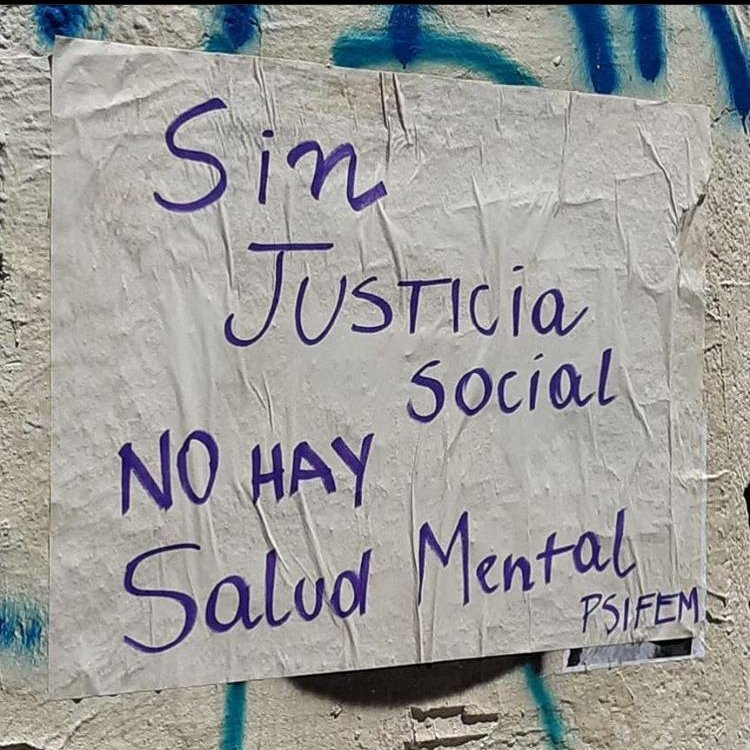 Sin
JUSTICia
social
NO HAY
Salud Mental
PSIFEM